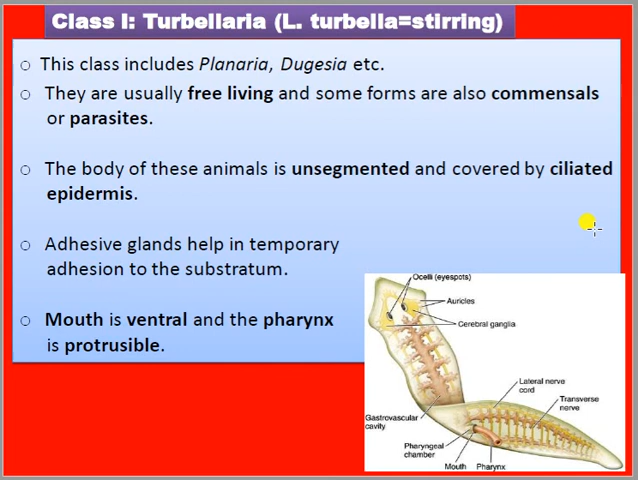 Class I: Turbellaria (L. turbella=stirring)
○ This class includes Planaria, Dugesia etc.
○ They are usually free living and some forms are also commensals
or parasites.
○ The body of these animals is unsegmented and covered by ciliated
epidermis.
○ Adhesive glands help in temporary
adhesion to the substratum.
○ Mouth is ventral and the pharynx
is protrusible.
Ocelli (eyespots)
Auricles
Cerebral ganglia
Lateral nerve
cord
Transverse
nerve
Gastrovascular
cavity
Pharyngeal
chamber
Mouth
Pharynx